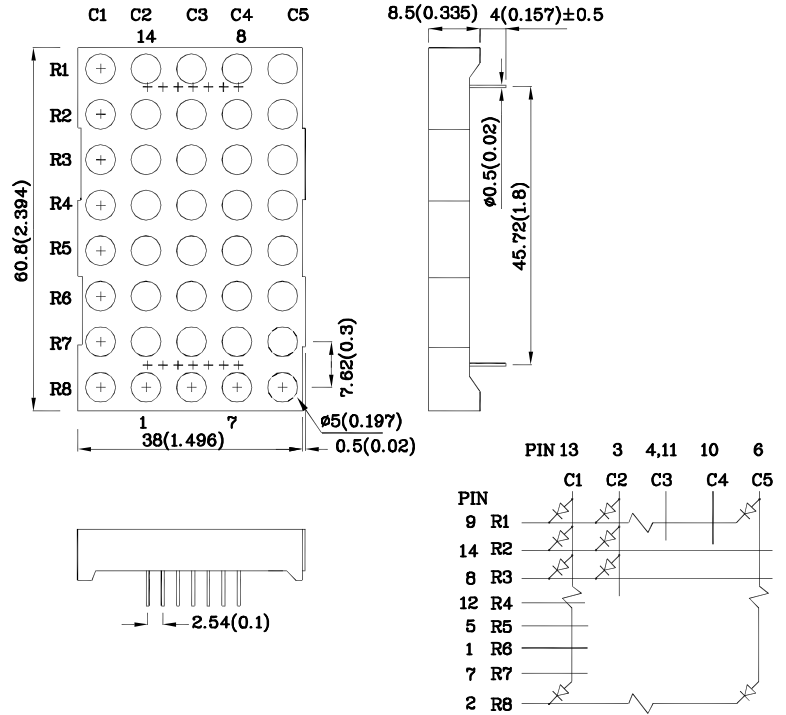 C1 C2 C3 C4 C5
14 8
R1
R2
R3
R4
R5
R6
R7
R8
1 7
60.8(2.394)
38(1.496)
0.5(0.02)
ø5(0.197)
7.62(0.3)
8.5(0.335) 4(0.157)±0.5
ø0.5(0.02)
45.72(1.8)
2.54(0.1)
PIN 13 3 4,11 10 6
C1 C2 C3 C4 C5
PIN
9 R1
14 R2
8 R3
12 R4
5 R5
1 R6
7 R7
2 R8